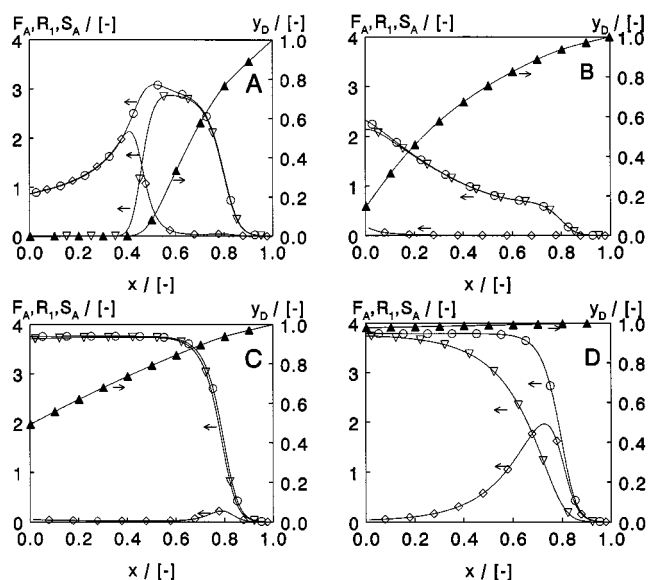 F_A,R_1,S_A / [-] y_D / [-] F_A,R_1,S_A / [-] y_D / [-]
4 1.0 4 1.0
A B
3 0.8 3 0.8
0.6 0.6
2 2
0.4 0.4
1 1
0.2 0.2
0 0.0 0 0.0
0.0 0.2 0.4 0.6 0.8 1.0 0.0 0.2 0.4 0.6 0.8 1.0
x / [-] x / [-]
F_A,R_1,S_A / [-] y_D / [-] F_A,R_1,S_A / [-] y_D / [-]
4 1.0 4 1.0
C D
3 0.8 3 0.8
0.6 0.6
2 2
0.4 0.4
1 1
0.2 0.2
0 0.0 0 0.0
0.0 0.2 0.4 0.6 0.8 1.0 0.0 0.2 0.4 0.6 0.8 1.0
x / [-] x / [-]